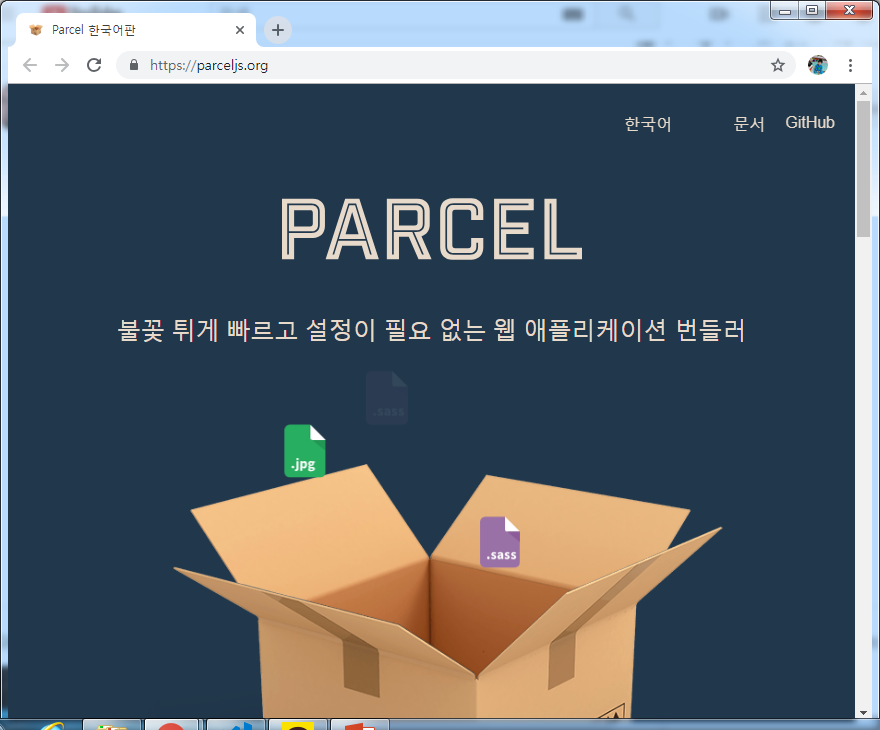 Parcel 한국어판
https://parceljs.org
한국어 문서 GitHub
PARCEL
불꽃 튀게 빠르고 설정이 필요 없는 웹 애플리케이션 번들러
.sass
.jpg
.sass